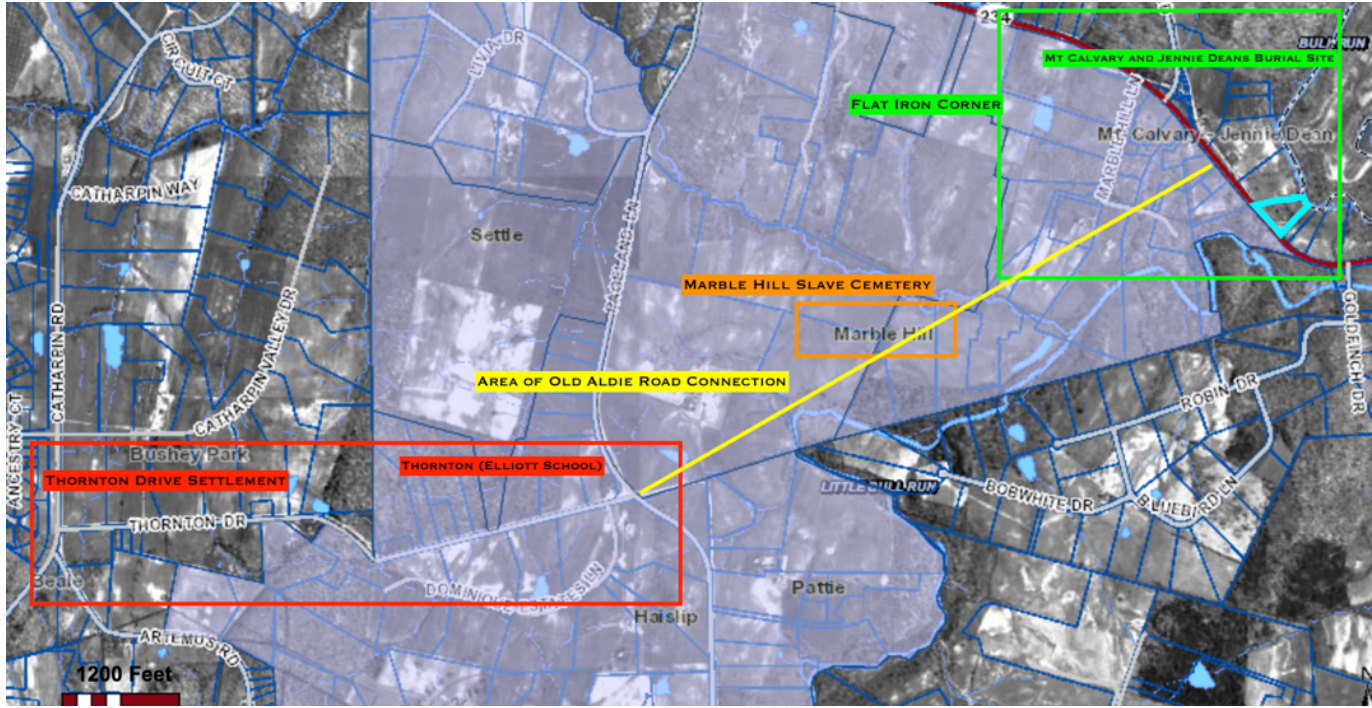 234
BULL RUN
Mt Calvary and Jennie Deans Burial Site
LIVIA DR
CIRCUIT CT
Flat Iron Corner
Mt. Calvary - Jennie Dean
MARBLE HILL LN
CATHARPIN WAY
Settle
PAGELAND LN
Marble Hill Slave Cemetery
Marble Hill
GOLDFINCH DR
CATHARPIN RD
CATHARPIN VALLEY DR
Area of Old Aldie Road Connection
ROBIN DR
ANCESTRY CT
Bushey Park
Thornton (Elliott School)
Thornton Drive Settlement
LITTLE BULL RUN
BOBWHITE DR
BLUEBIRD LN
THORNTON DR
Beale
DOMINIQUE ESTATES LN
Pattie
Haislip
ARTEMUS RD
1200 Feet